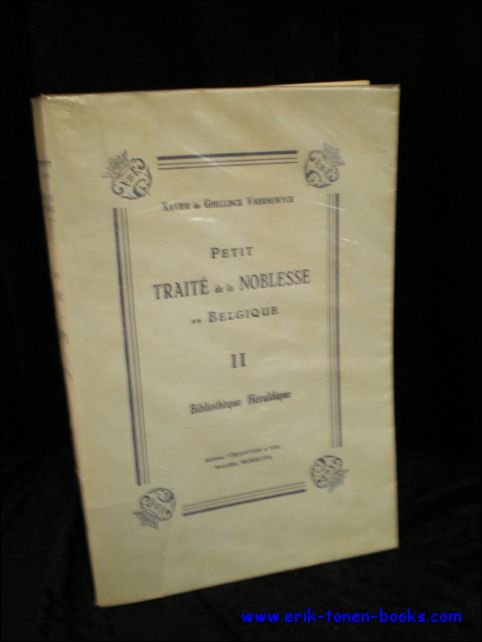 Xavier de Ghellinck Vaernewyck
Petit
Traité de la Noblesse
en Belgique
II
Bibliothèque Héraldique
Tradition
www.erik-tonen-books.com